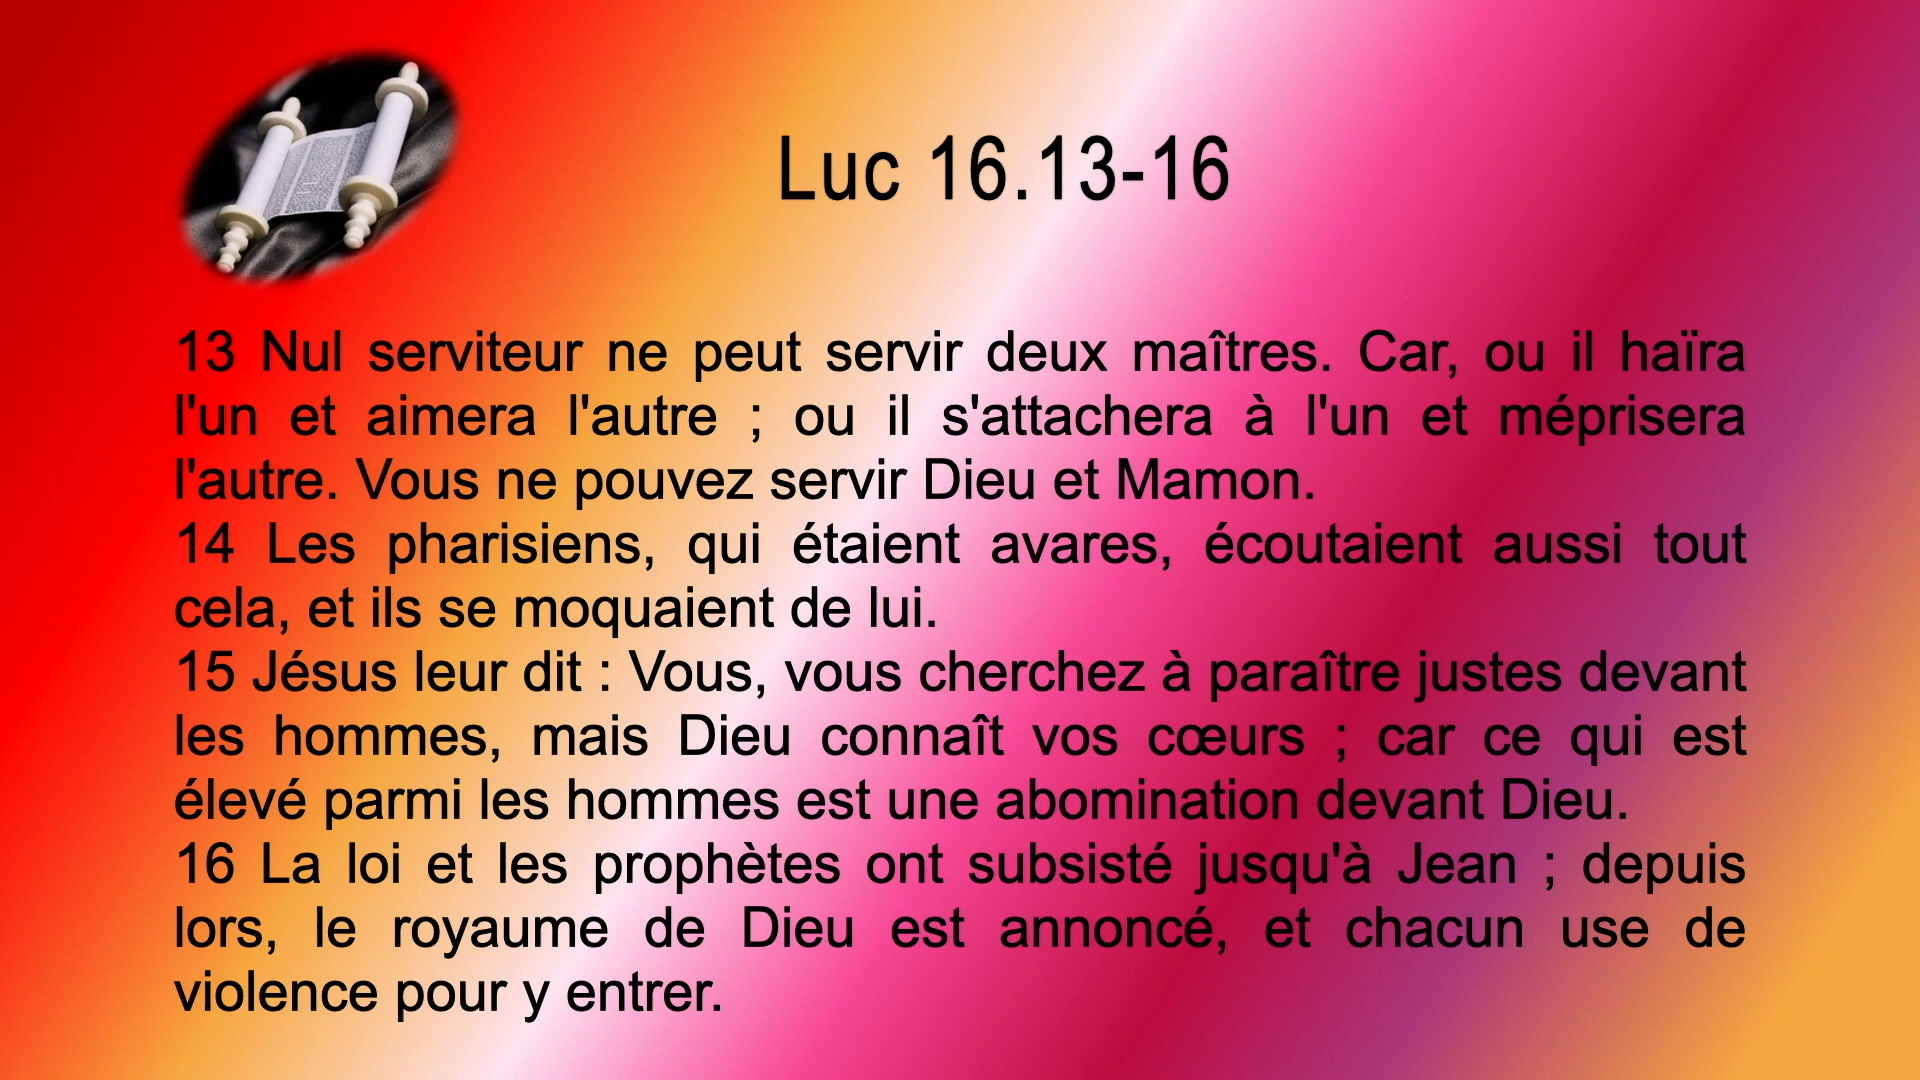 Luc 16.13-16
13 Nul serviteur ne peut servir deux maîtres. Car, ou il haïra
l'un et aimera l'autre ; ou il s'attachera à l'un et méprisera
l'autre. Vous ne pouvez servir Dieu et Mamon.
14 Les pharisiens, qui étaient avares, écoutaient aussi tout
cela, et ils se moquaient de lui.
15 Jésus leur dit : Vous, vous cherchez à paraître justes devant
les hommes, mais Dieu connaît vos cœurs ; car ce qui est
élevé parmi les hommes est une abomination devant Dieu.
16 La loi et les prophètes ont subsisté jusqu'à Jean ; depuis
lors, le royaume de Dieu est annoncé, et chacun use de
violence pour y entrer.